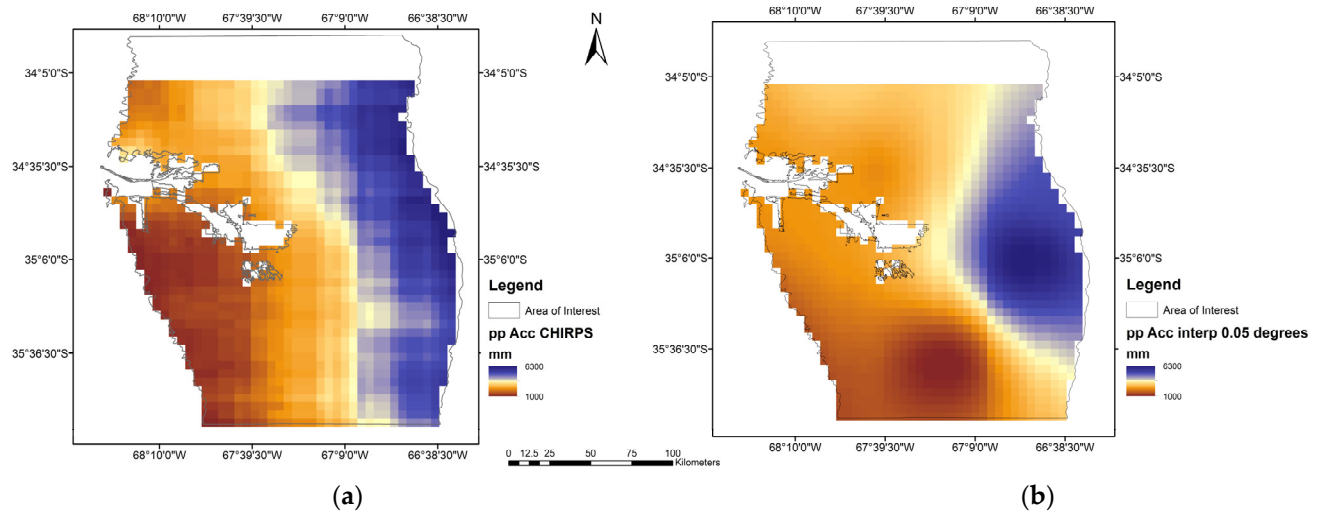 68°10'0"W 67°39'30"W 67°9'0"W 66°38'30"W
34°5'0"S 34°5'0"S
34°35'30"S 34°35'30"S
35°6'0"S 35°6'0"S
35°36'30"S 35°36'30"S
68°10'0"W 67°39'30"W 67°9'0"W 66°38'30"W
Legend
Area of Interest
pp Acc CHIRPS
mm
6300
1000
(a)
N
0 12.5 25 50 75 100
Kilometers
68°10'0"W 67°39'30"W 67°9'0"W 66°38'30"W
34°5'0"S
34°35'30"S
35°6'0"S
35°36'30"S
68°10'0"W 67°39'30"W 67°9'0"W 66°38'30"W
34°5'0"S
34°35'30"S
35°6'0"S
35°36'30"S
Legend
Area of Interest
pp Acc interp 0.05 degrees
mm
6300
1000
(b)